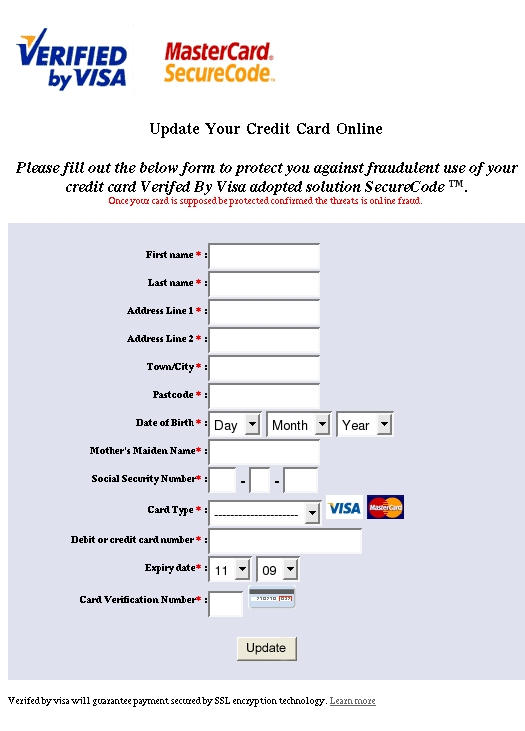 VERIFIED
by VISA
MasterCard.
SecureCode™
Update Your Credit Card Online
Please fill out the below form to protect you against fraudulent use of your
credit card Verifed By Visa adopted solution SecureCode ™.
Once your card is supposed be protected confirmed the threats is online fraud.
First name * :
Last name * :
Address Line 1 * :
Address Line 2 * :
Town/City * :
Pastcode * :
Date of Birth * : Day Month Year
Mother's Maiden Name* :
Social Security Number* : - -
Card Type * : --------------------- VISA MasterCard
Debit or credit card number * :
Expiry date* : 11 09
Card Verification Number* :
Update
Verifed by visa will guarantee payment secured by SSL encryption technology. Learn more